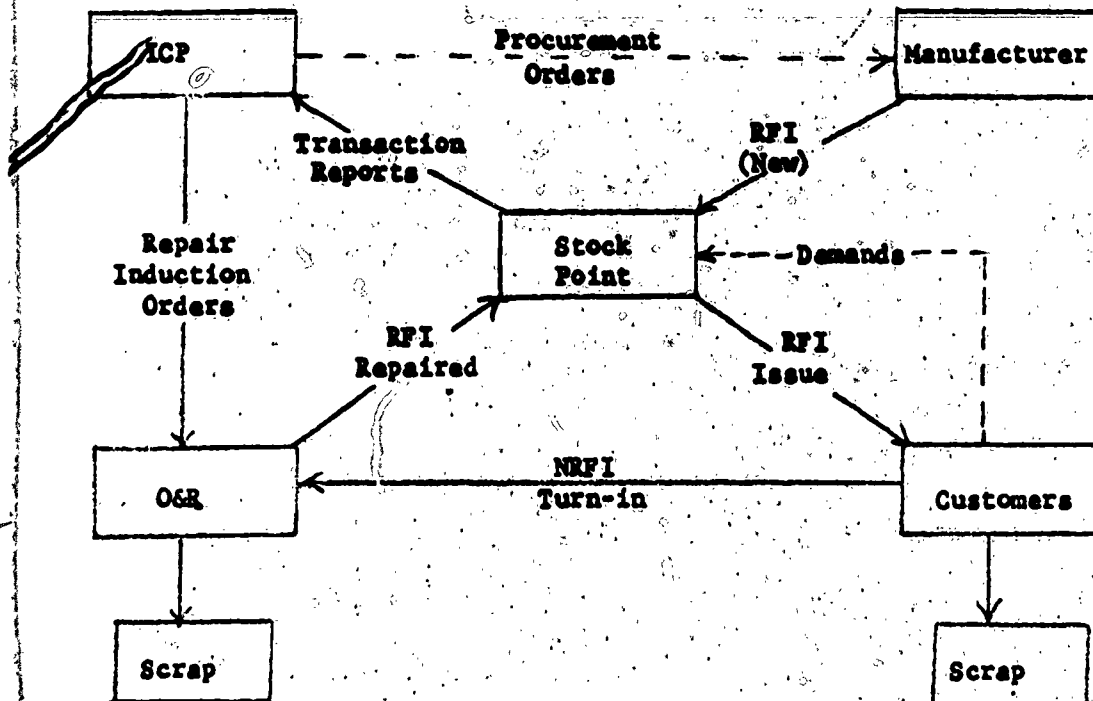 ICP
Procurement
Orders
Manufacturer
Transaction
Reports
RFI
(New)
Repair
Induction
Orders
Stock
Point
Demands
RFI
Repaired
RFI
Issue
O&R
NRFI
Turn-in
Customers
Scrap
Scrap